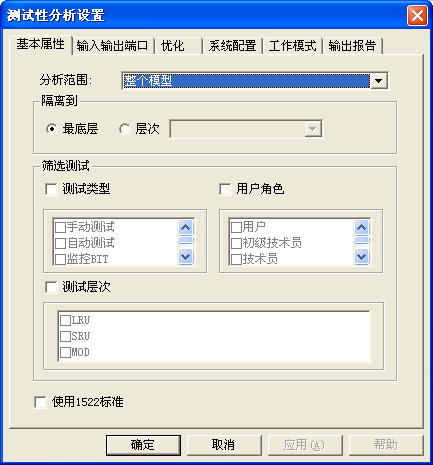 测试性分析设置
基本属性 输入输出端口 优化 系统配置 工作模式 输出报告
分析范围: 整个模型
隔离到
最底层 层次
筛选测试
测试类型 用户角色
手动测试 用户
自动测试 初级技术员
监控BIT 技术员
测试层次
LRU
SRU
MOD
使用1522标准
确定 取消 应用(A) 帮助